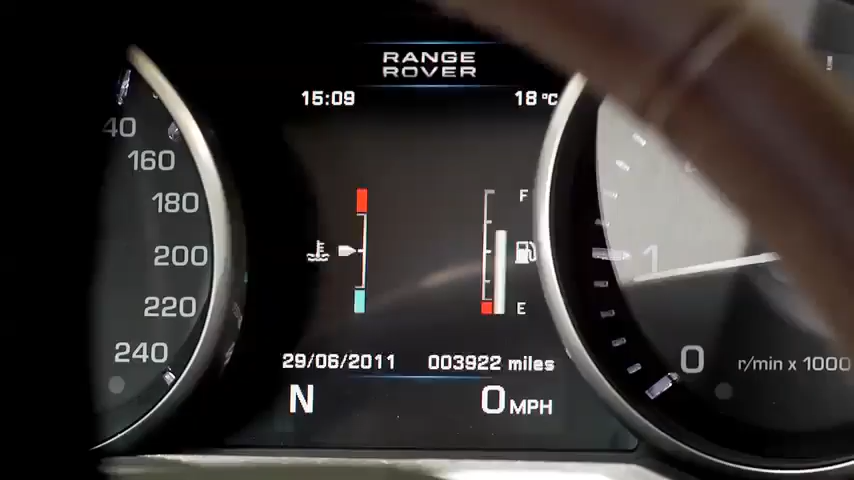 RANGE
ROVER
15:09
18 °C
40
160
180
200
220
240
F
E
1
0
r/min x 1000
29/06/2011
003922 miles
N
0 MPH